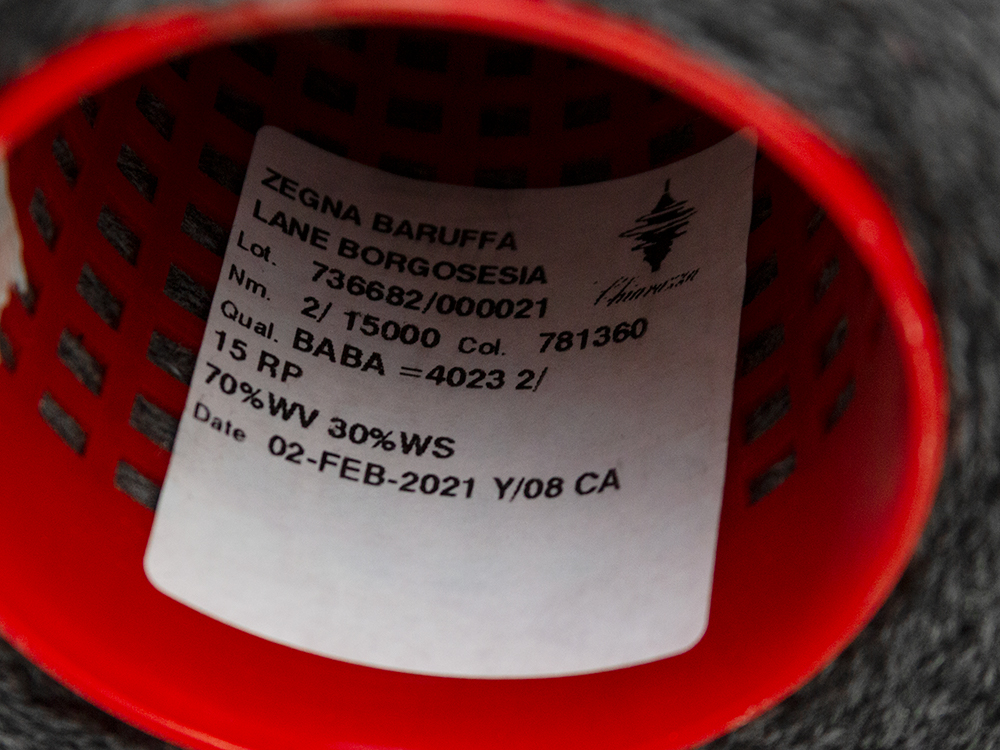 ZEGNA BARUFFA
LANE BORGOSESIA
Lot. 736682/000021
Nm. 2/ 15000 Col. 781360
Qual. BABA =4023 2/
15 RP
70%WV 30%WS
Date 02-FEB-2021 Y/08 CA
Chiavazza